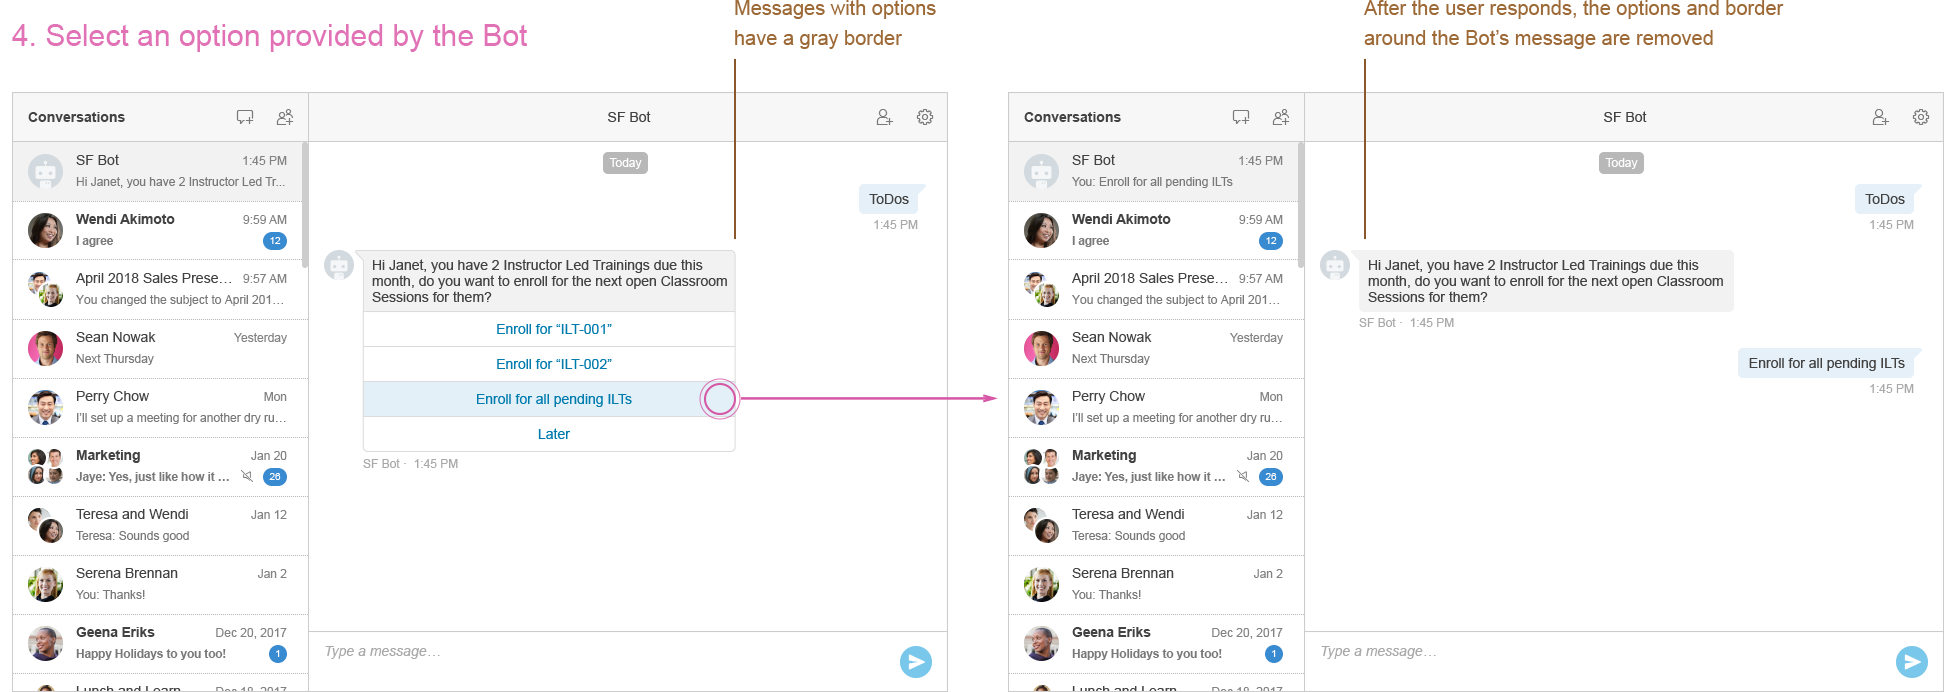 4. Select an option provided by the Bot
Messages with options
have a gray border
After the user responds, the options and border
around the Bot’s message are removed
Conversations
SF Bot
SF Bot 1:45 PM
Hi Janet, you have 2 Instructor Led Tr...
Wendi Akimoto 9:59 AM
I agree 12
April 2018 Sales Prese… 9:57 AM
You changed the subject to April 201…
Sean Nowak Yesterday
Next Thursday
Perry Chow Mon
I’ll set up a meeting for another dry ru…
Marketing Jan 20
Jaye: Yes, just like how it … 26
Teresa and Wendi Jan 12
Teresa: Sounds good
Serena Brennan Jan 2
You: Thanks!
Geena Eriks Dec 20, 2017
Happy Holidays to you too! 1
Lunch and Learn Dec 18, 2017
Today
ToDos
1:45 PM
Hi Janet, you have 2 Instructor Led Trainings due this
month, do you want to enroll for the next open Classroom
Sessions for them?
Enroll for “ILT-001”
Enroll for “ILT-002”
Enroll for all pending ILTs
Later
SF Bot · 1:45 PM
Type a message…
Conversations
SF Bot
SF Bot 1:45 PM
You: Enroll for all pending ILTs
Wendi Akimoto 9:59 AM
I agree 12
April 2018 Sales Prese… 9:57 AM
You changed the subject to April 201…
Sean Nowak Yesterday
Next Thursday
Perry Chow Mon
I’ll set up a meeting for another dry ru…
Marketing Jan 20
Jaye: Yes, just like how it … 26
Teresa and Wendi Jan 12
Teresa: Sounds good
Serena Brennan Jan 2
You: Thanks!
Geena Eriks Dec 20, 2017
Happy Holidays to you too! 1
Lunch and Learn Dec 18, 2017
Today
ToDos
1:45 PM
Hi Janet, you have 2 Instructor Led Trainings due this
month, do you want to enroll for the next open Classroom
Sessions for them?
SF Bot · 1:45 PM
Enroll for all pending ILTs
1:45 PM
Type a message…